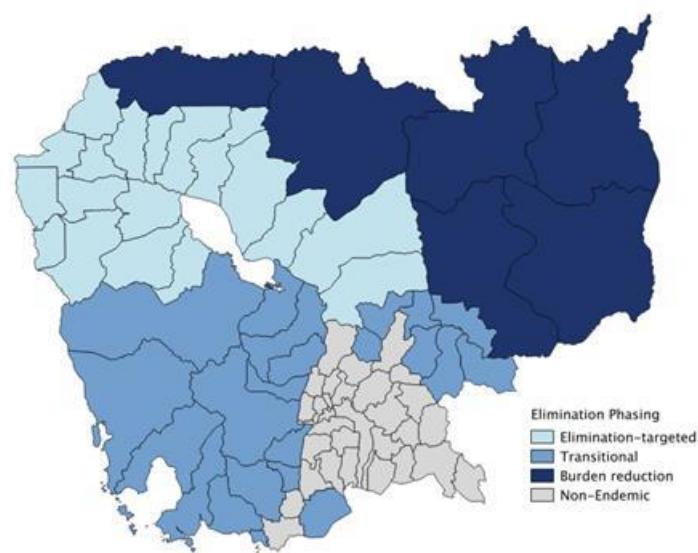 Elimination Phasing
Elimination-targeted
Transitional
Burden reduction
Non-Endemic